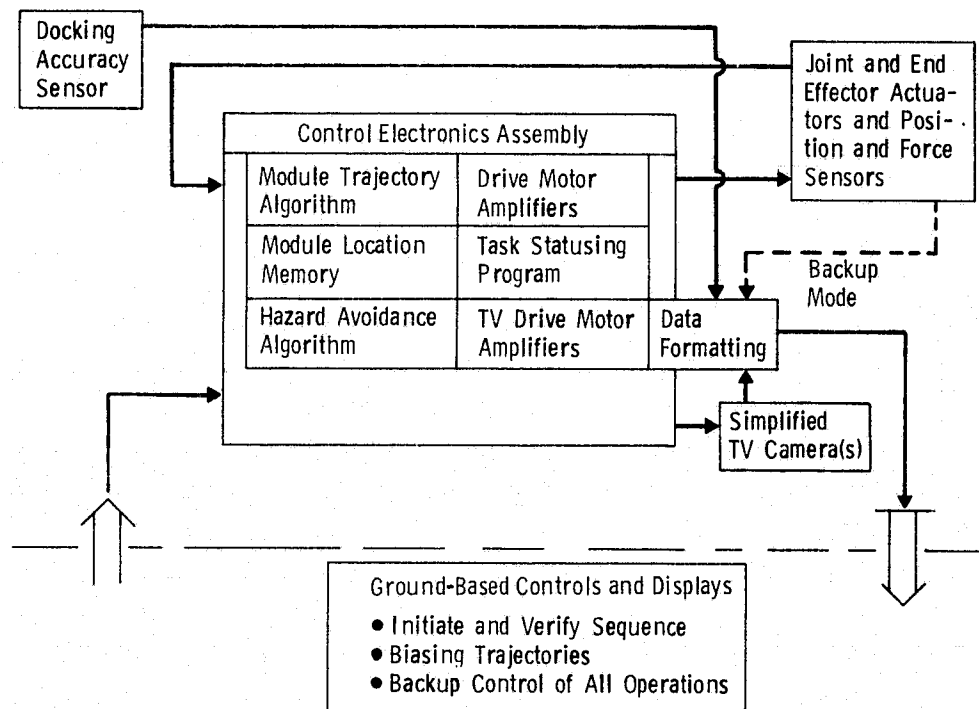 Docking
Accuracy
Sensor
Joint and End
Effector Actua-
tors and Posi-
tion and Force
Sensors
Control Electronics Assembly
Module Trajectory
Algorithm
Drive Motor
Amplifiers
Module Location
Memory
Task Statusing
Program
Backup
Mode
Hazard Avoidance
Algorithm
TV Drive Motor
Amplifiers
Data
Formatting
Simplified
TV Camera(s)
Ground-Based Controls and Displays
● Initiate and Verify Sequence
● Biasing Trajectories
● Backup Control of All Operations